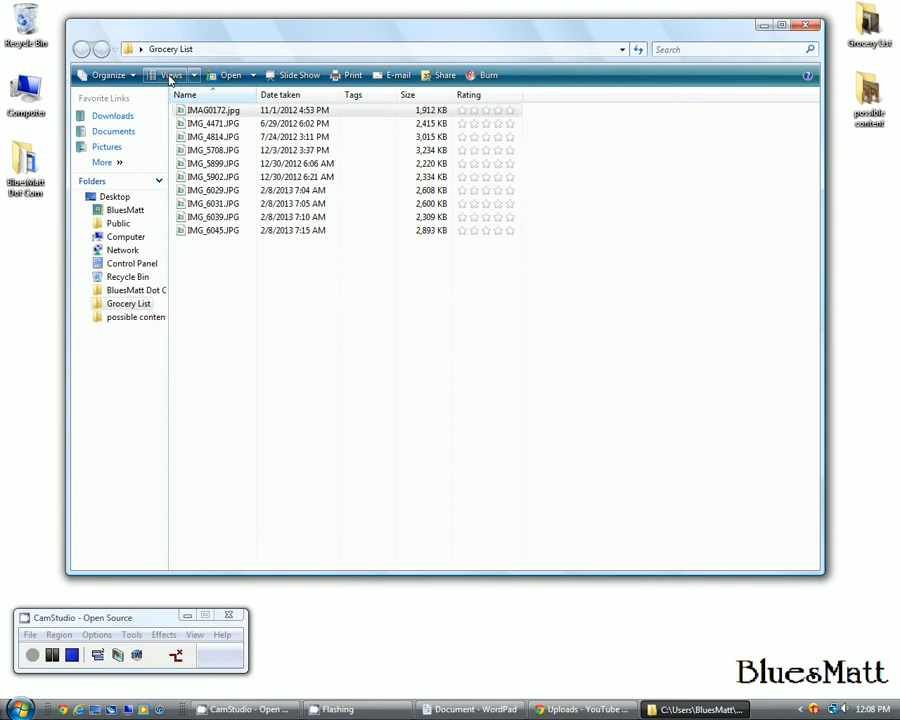 Recycle Bin
Computer
BluesMatt
Dot Com
Grocery List
possible
content
Grocery List
Search
Organize Views Open Slide Show Print E-mail Share Burn
Favorite Links
Downloads
Documents
Pictures
More »
Folders
Desktop
BluesMatt
Public
Computer
Network
Control Panel
Recycle Bin
BluesMatt Dot C
Grocery List
possible conten
Name Date taken Tags Size Rating
IMAG0172.jpg 11/1/2012 4:53 PM 1,912 KB
IMG_4471.JPG 6/29/2012 6:02 PM 2,415 KB
IMG_4814.JPG 7/24/2012 3:11 PM 3,015 KB
IMG_5708.JPG 12/3/2012 3:37 PM 3,234 KB
IMG_5899.JPG 12/30/2012 6:06 AM 2,220 KB
IMG_5902.JPG 12/30/2012 6:21 AM 2,334 KB
IMG_6029.JPG 2/8/2013 7:04 AM 2,608 KB
IMG_6031.JPG 2/8/2013 7:05 AM 2,600 KB
IMG_6039.JPG 2/8/2013 7:10 AM 2,309 KB
IMG_6045.JPG 2/8/2013 7:15 AM 2,893 KB
CamStudio - Open Source
File Region Options Tools Effects View Help
BluesMatt
CamStudio - Open ... Flashing Document - WordPad Uploads - YouTube ... C:\Users\BluesMatt\... 12:08 PM